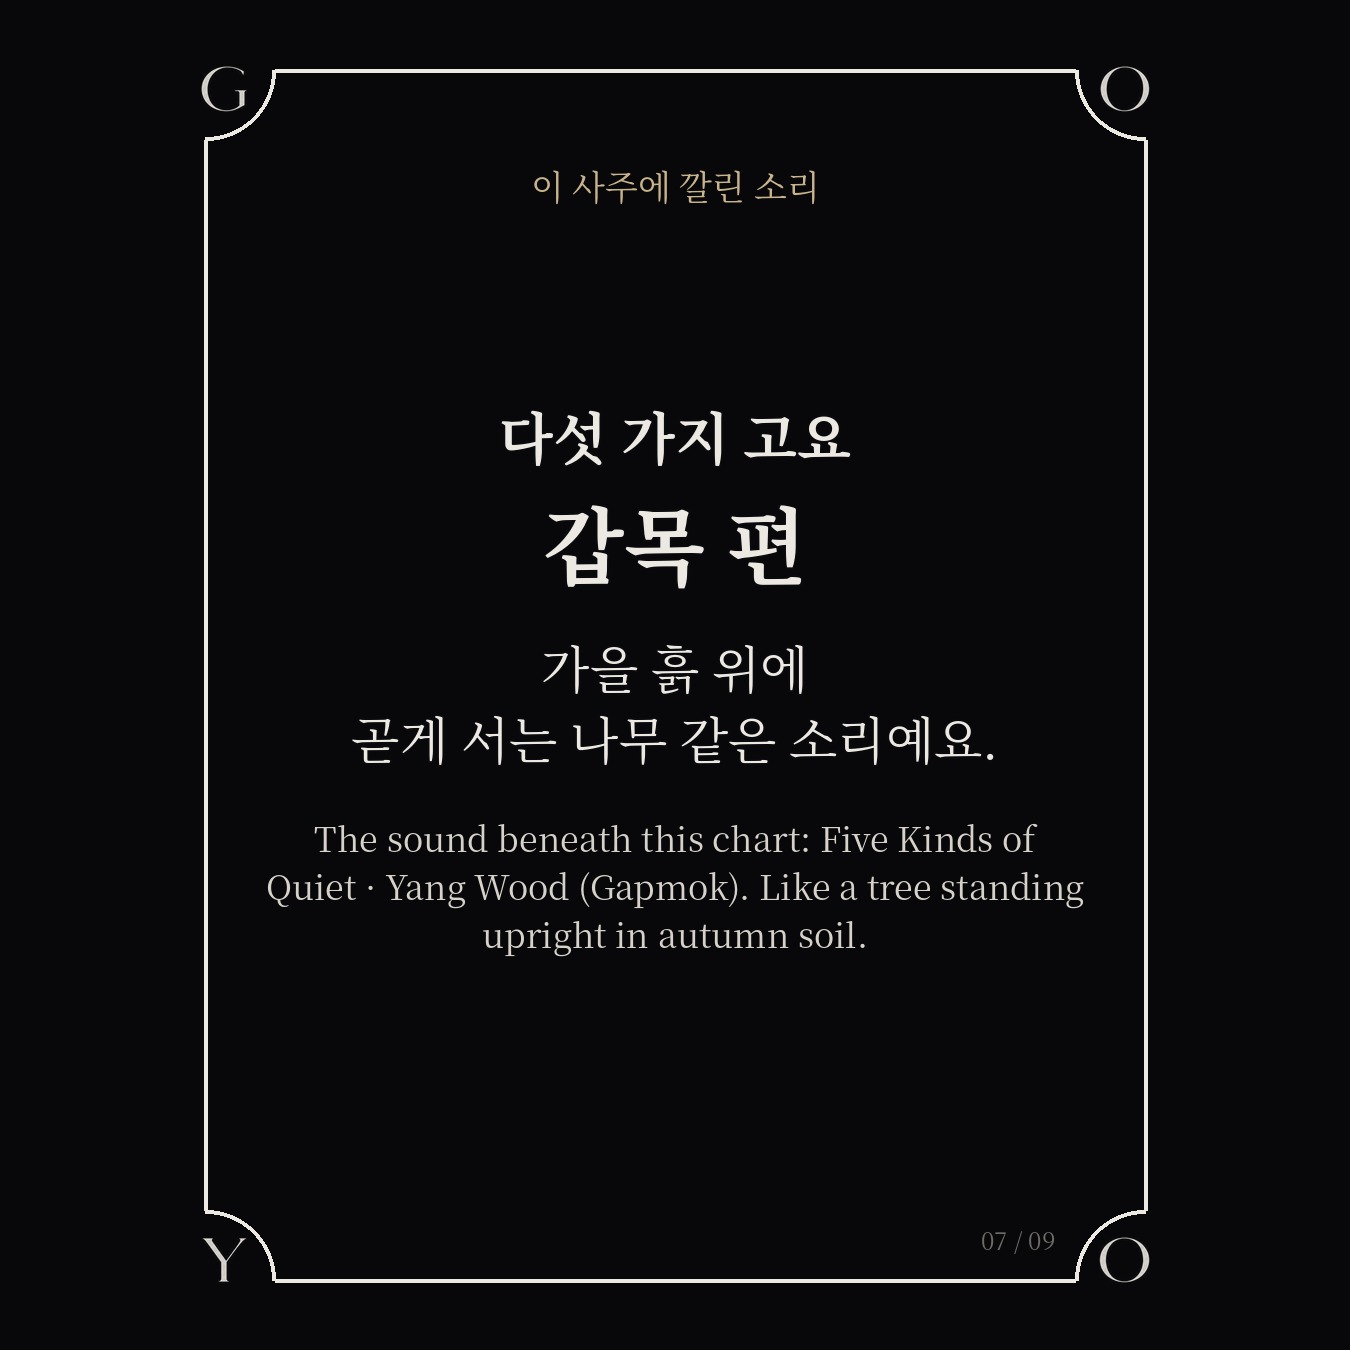 G O
이 사주에 깔린 소리
다섯 가지 고요
갑목 편
가을 흙 위에
곧게 서는 나무 같은 소리예요.
The sound beneath this chart: Five Kinds of
Quiet · Yang Wood (Gapmok). Like a tree standing
upright in autumn soil.
07 / 09
Y O